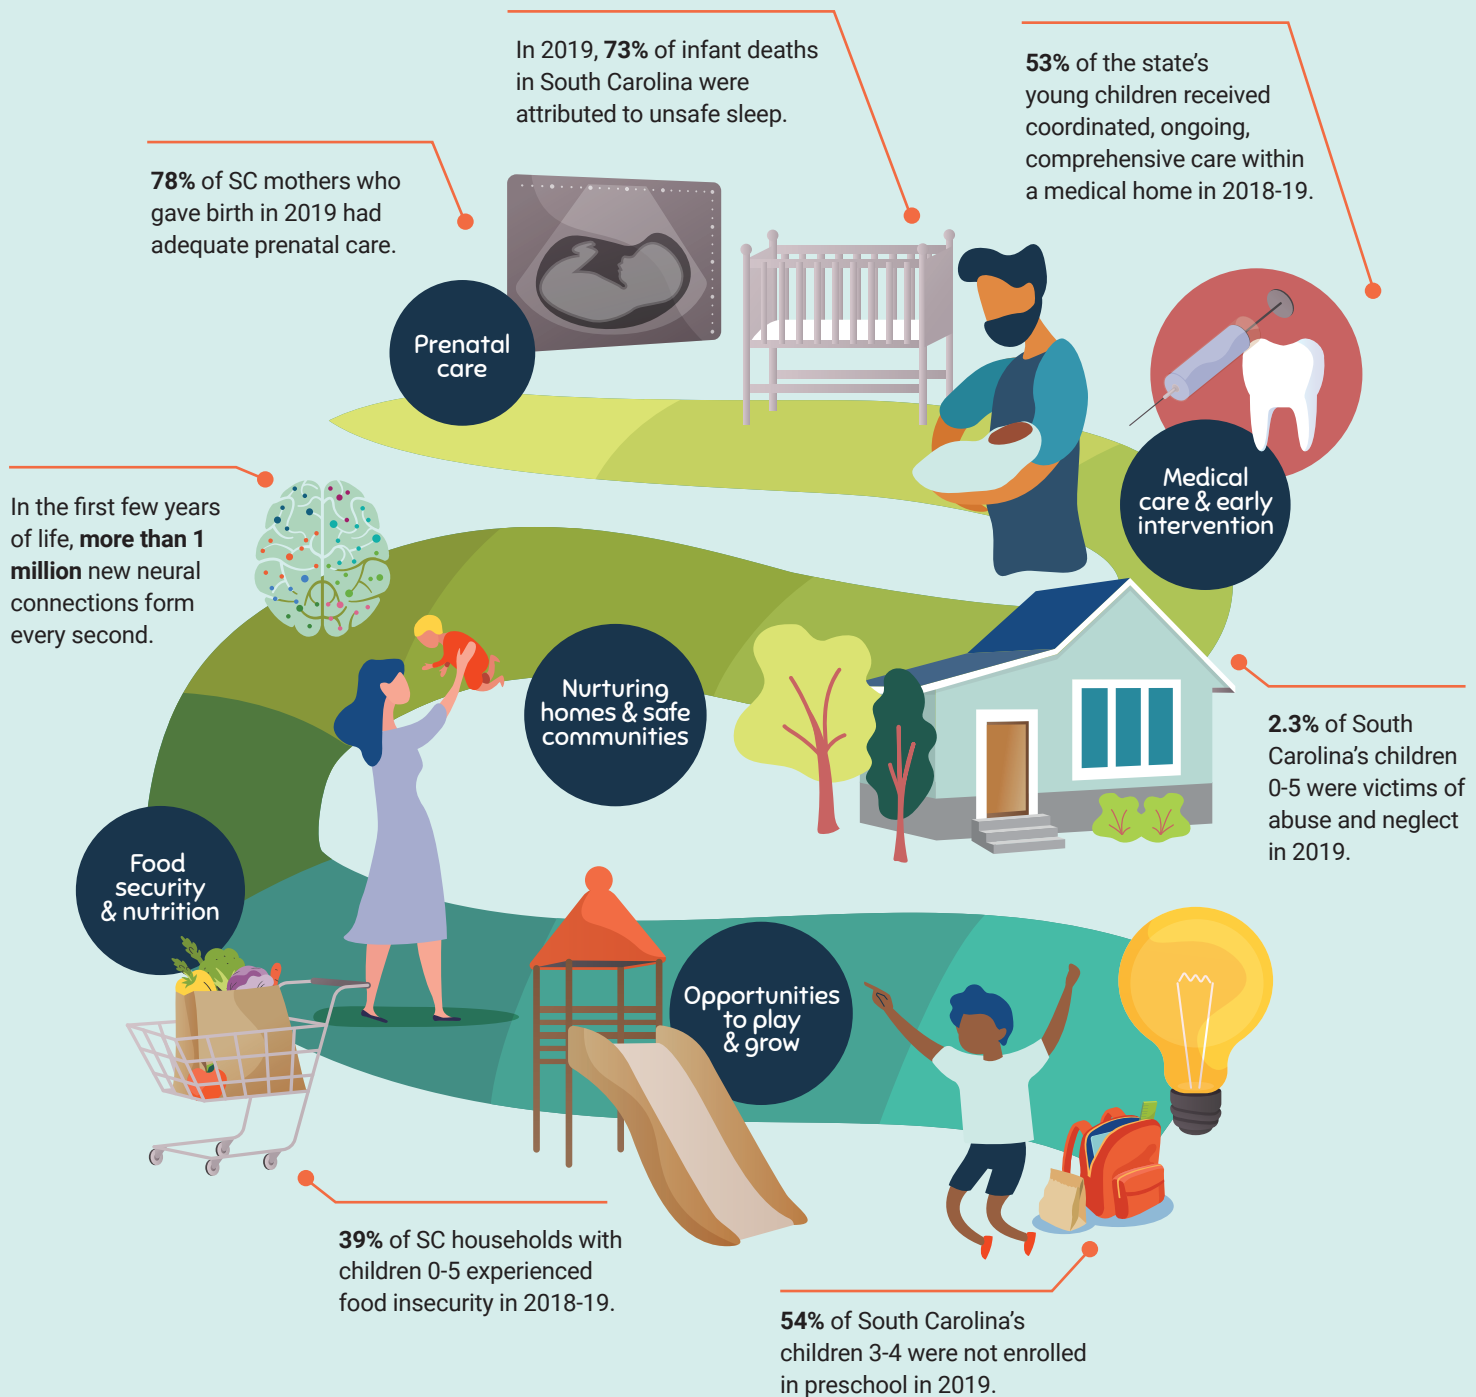 In 2019, 73% of infant deaths
in South Carolina were
attributed to unsafe sleep.
53% of the state's
young children received
coordinated, ongoing,
comprehensive care within
a medical home in 2018-19.
78% of SC mothers who
gave birth in 2019 had
adequate prenatal care.
Prenatal
care
Medical
care & early
intervention
In the first few years
of life, more than 1
million new neural
connections form
every second.
Nurturing
homes & safe
communities
2.3% of South
Carolina's children
0-5 were victims of
abuse and neglect
in 2019.
Food
security
& nutrition
Opportunities
to play
& grow
39% of SC households with
children 0-5 experienced
food insecurity in 2018-19.
54% of South Carolina's
children 3-4 were not enrolled
in preschool in 2019.